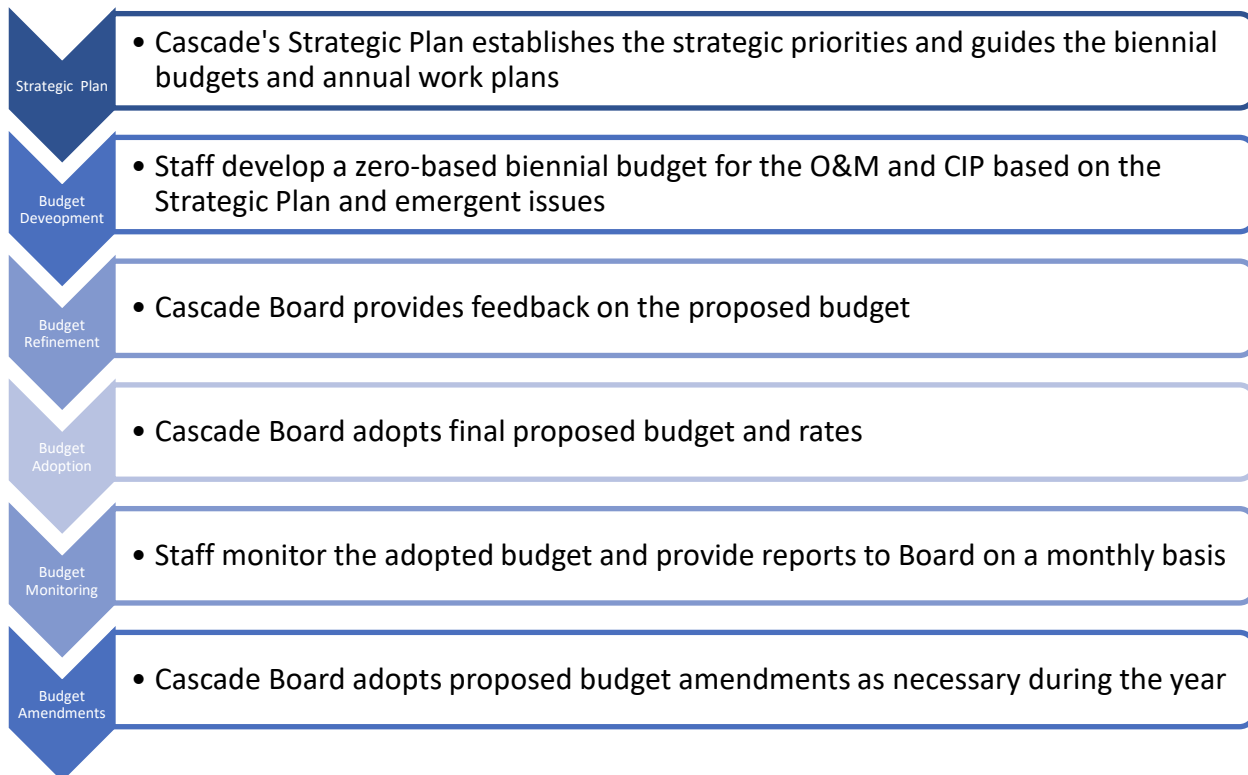 Strategic Plan
• Cascade's Strategic Plan establishes the strategic priorities and guides the biennial
budgets and annual work plans
Budget
Deveopment
• Staff develop a zero-based biennial budget for the O&M and CIP based on the
Strategic Plan and emergent issues
Budget
Refinement
• Cascade Board provides feedback on the proposed budget
Budget
Adoption
• Cascade Board adopts final proposed budget and rates
Budget
Monitoring
• Staff monitor the adopted budget and provide reports to Board on a monthly basis
Budget
Amendments
• Cascade Board adopts proposed budget amendments as necessary during the year